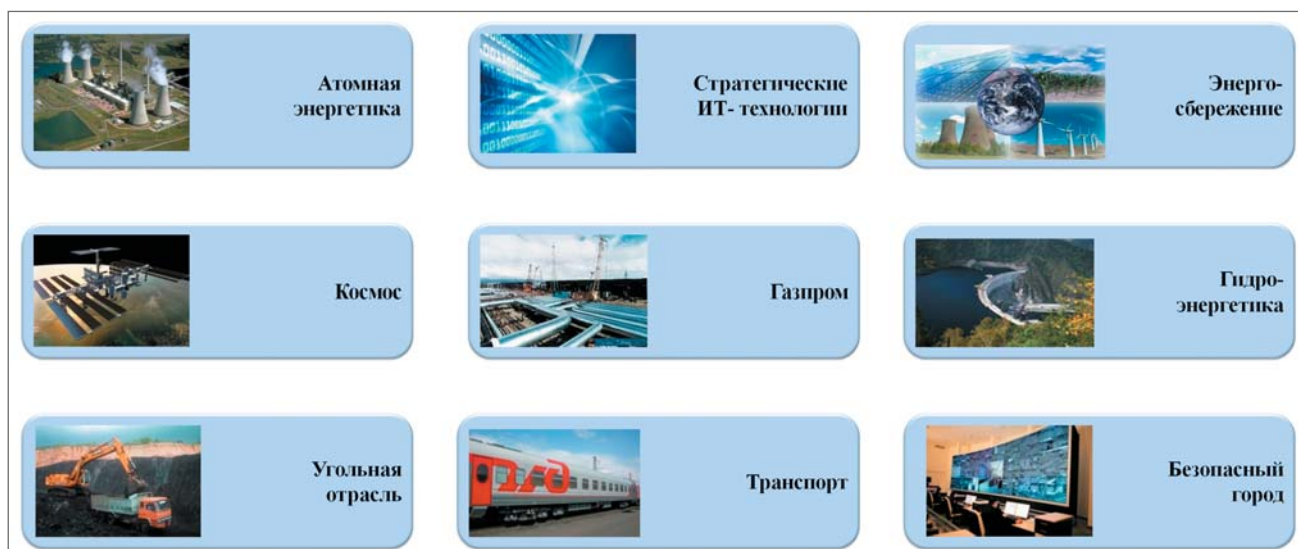 Атомная
энергетика
Стратегические
ИТ- технологии
Энерго-
сбережение
Космос
Газпром
Гидро-
энергетика
Угольная
отрасль
Транспорт
Безопасный
город